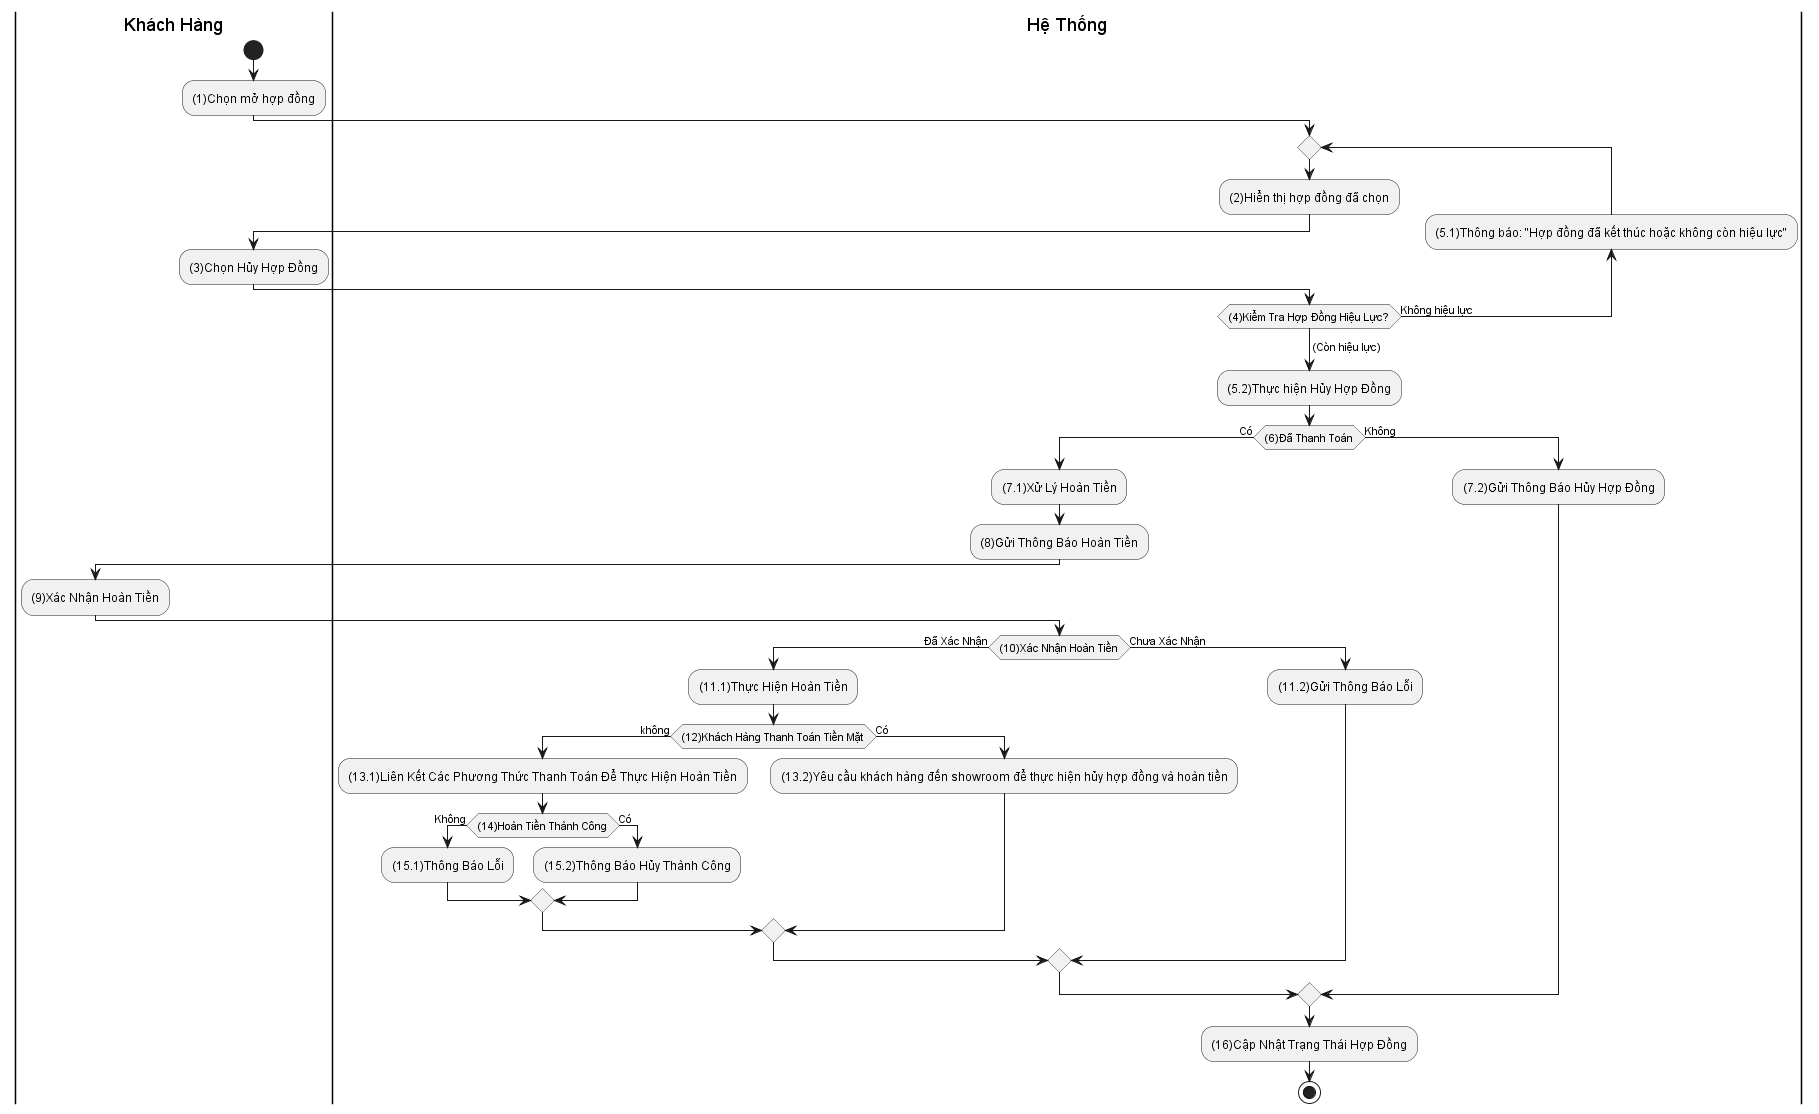 Khách Hàng
Hệ Thống
(1)Chọn mở hợp đồng
(2)Hiển thị hợp đồng đã chọn
(5.1)Thông báo: "Hợp đồng đã kết thúc hoặc không còn hiệu lực"
(3)Chọn Hủy Hợp Đồng
(4)Kiểm Tra Hợp Đồng Hiệu Lực?
Không hiệu lực
(Còn hiệu lực)
(5.2)Thực hiện Hủy Hợp Đồng
Có
(6)Đã Thanh Toán
Không
(7.1)Xử Lý Hoàn Tiền
(7.2)Gửi Thông Báo Hủy Hợp Đồng
(8)Gửi Thông Báo Hoàn Tiền
(9)Xác Nhận Hoàn Tiền
Đã Xác Nhận
(10)Xác Nhận Hoàn Tiền
Chưa Xác Nhận
(11.1)Thực Hiện Hoàn Tiền
(11.2)Gửi Thông Báo Lỗi
không
(12)Khách Hàng Thanh Toán Tiền Mặt
Có
(13.1)Liên Kết Các Phương Thức Thanh Toán Để Thực Hiện Hoàn Tiền
(13.2)Yêu cầu khách hàng đến showroom để thực hiện hủy hợp đồng và hoàn tiền
Không
(14)Hoàn Tiền Thành Công
Có
(15.1)Thông Báo Lỗi
(15.2)Thông Báo Hủy Thành Công
(16)Cập Nhật Trạng Thái Hợp Đồng